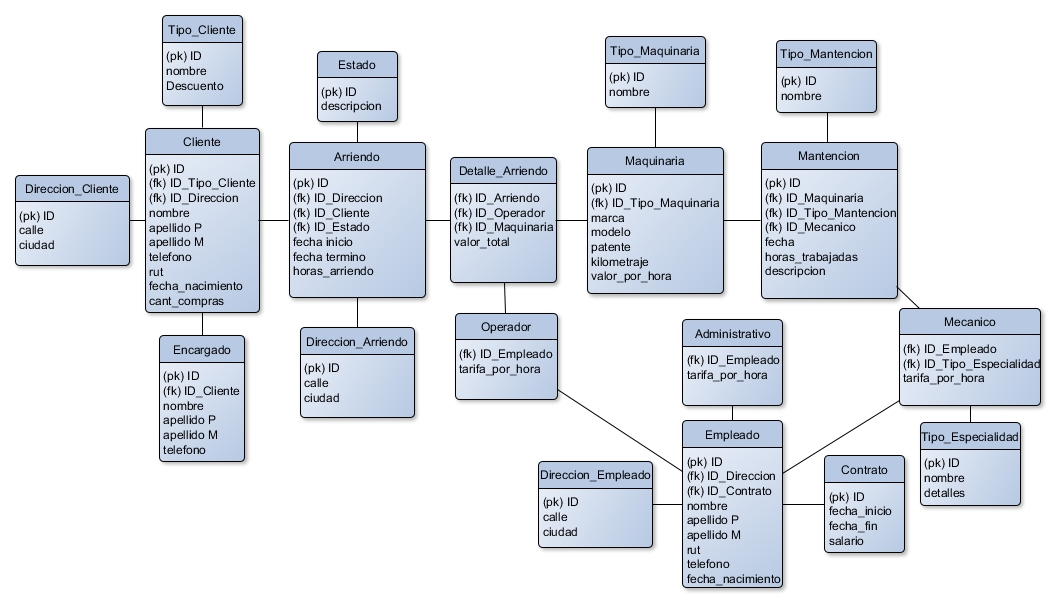 Tipo_Cliente
(pk) ID
nombre
Descuento
Estado
(pk) ID
descripcion
Tipo_Maquinaria
(pk) ID
nombre
Tipo_Mantencion
(pk) ID
nombre
Direccion_Cliente
(pk) ID
calle
ciudad
Cliente
(pk) ID
(fk) ID_Tipo_Cliente
(fk) ID_Direccion
nombre
apellido P
apellido M
telefono
rut
fecha_nacimiento
cant_compras
Arriendo
(pk) ID
(fk) ID_Direccion
(fk) ID_Cliente
(fk) ID_Estado
fecha inicio
fecha termino
horas_arriendo
Detalle_Arriendo
(fk) ID_Arriendo
(fk) ID_Operador
(fk) ID_Maquinaria
valor_total
Maquinaria
(pk) ID
(fk) ID_Tipo_Maquinaria
marca
modelo
patente
kilometraje
valor_por_hora
Mantencion
(pk) ID
(fk) ID_Maquinaria
(fk) ID_Tipo_Mantencion
(fk) ID_Mecanico
fecha
horas_trabajadas
descripcion
Encargado
(pk) ID
(fk) ID_Cliente
nombre
apellido P
apellido M
telefono
Direccion_Arriendo
(pk) ID
calle
ciudad
Operador
(fk) ID_Empleado
tarifa_por_hora
Administrativo
(fk) ID_Empleado
tarifa_por_hora
Mecanico
(fk) ID_Empleado
(fk) ID_Tipo_Especialidad
tarifa_por_hora
Direccion_Empleado
(pk) ID
calle
ciudad
Empleado
(pk) ID
(fk) ID_Direccion
(fk) ID_Contrato
nombre
apellido P
apellido M
rut
telefono
fecha_nacimiento
Contrato
(pk) ID
fecha_inicio
fecha_fin
salario
Tipo_Especialidad
(pk) ID
nombre
detalles